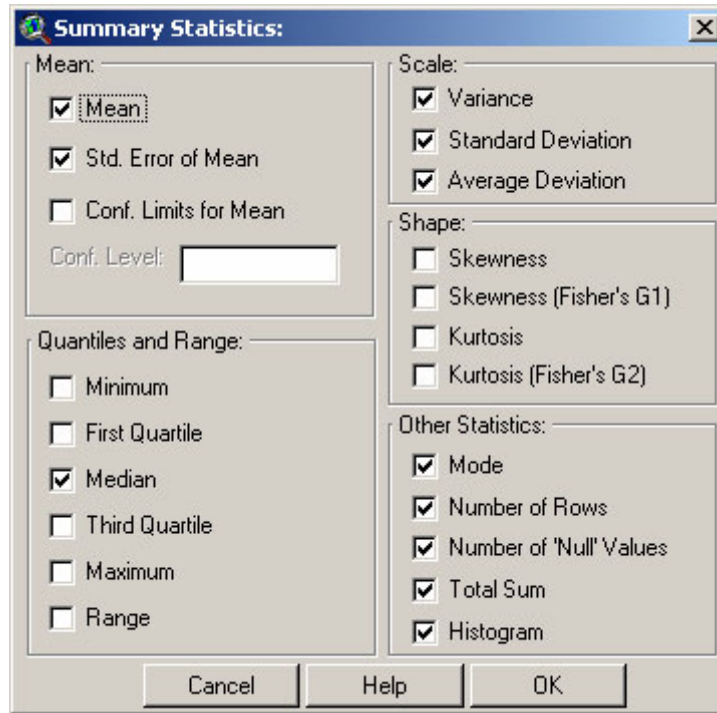 Summary Statistics:
Mean:
Mean
Std. Error of Mean
Conf. Limits for Mean
Conf. Level:
Quantiles and Range:
Minimum
First Quartile
Median
Third Quartile
Maximum
Range
Scale:
Variance
Standard Deviation
Average Deviation
Shape:
Skewness
Skewness (Fisher's G1)
Kurtosis
Kurtosis (Fisher's G2)
Other Statistics:
Mode
Number of Rows
Number of 'Null' Values
Total Sum
Histogram
Cancel
Help
OK